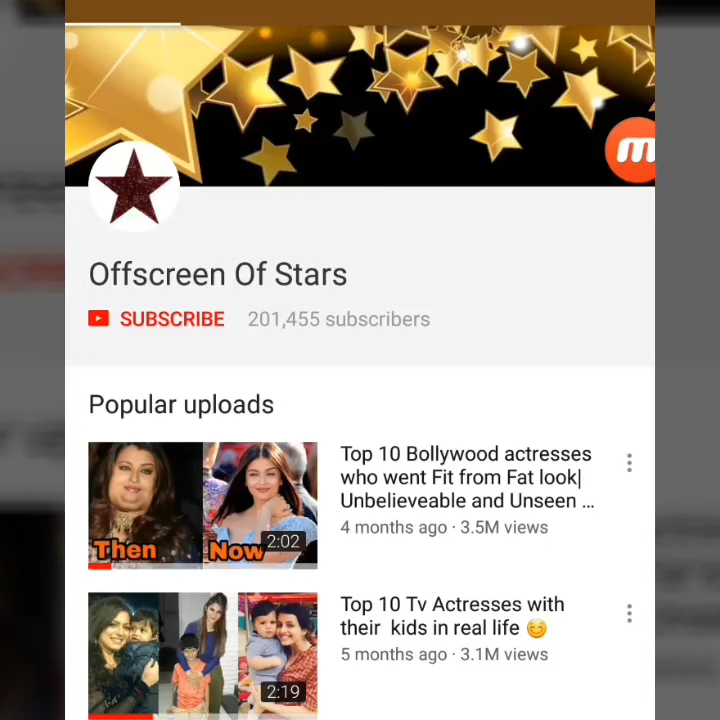 m
Offscreen Of Stars
SUBSCRIBE 201,455 subscribers
Popular uploads
Top 10 Bollywood actresses
who went Fit from Fat look|
Unbelieveable and Unseen ...
4 months ago · 3.5M views
Then Now 2:02
Top 10 Tv Actresses with
their kids in real life 😊
5 months ago · 3.1M views
2:19